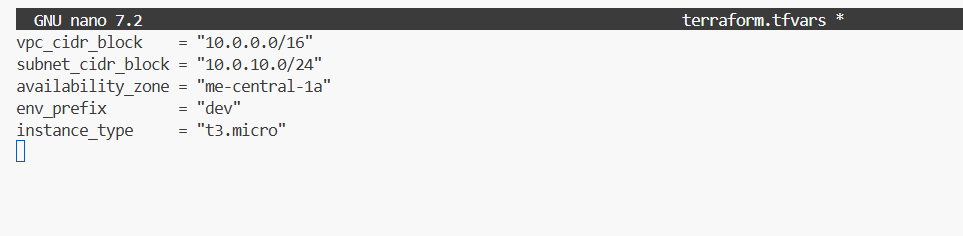 GNU nano 7.2 terraform.tfvars *
vpc_cidr_block    = "10.0.0.0/16"
subnet_cidr_block = "10.0.10.0/24"
availability_zone = "me-central-1a"
env_prefix        = "dev"
instance_type     = "t3.micro"